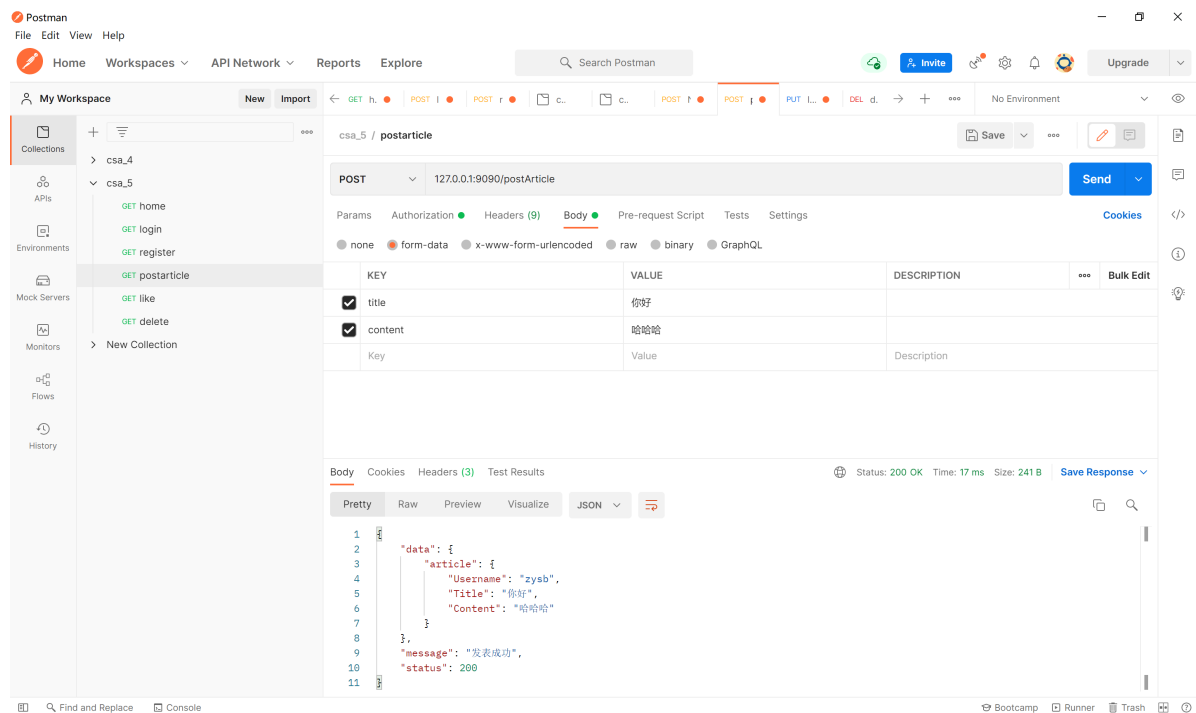 Postman
File Edit View Help
Home Workspaces API Network Reports Explore Search Postman Invite Upgrade
My Workspace New Import GET h. POST POST r c.. c.. POST POST PUT l... DEL d. No Environment
Collections
APIs
Environments
Mock Servers
Monitors
Flows
History
csa_4
csa_5
GET home
GET login
GET register
GET postarticle
GET like
GET delete
New Collection
csa_5 / postarticle Save
POST 127.0.0.1:9090/postArticle Send
Params Authorization Headers (9) Body Pre-request Script Tests Settings Cookies
none form-data x-www-form-urlencoded raw binary GraphQL
KEY VALUE DESCRIPTION Bulk Edit
title 你好
content 哈哈哈
Key Value Description
Body Cookies Headers (3) Test Results Status: 200 OK Time: 17 ms Size: 241 B Save Response
Pretty Raw Preview Visualize JSON
1 {
2 "data": {
3 "article": {
4 "Username": "zysb",
5 "Title": "你好",
6 "Content": "哈哈哈"
7 }
8 },
9 "message": "发表成功",
10 "status": 200
11 }
Find and Replace Console Bootcamp Runner Trash